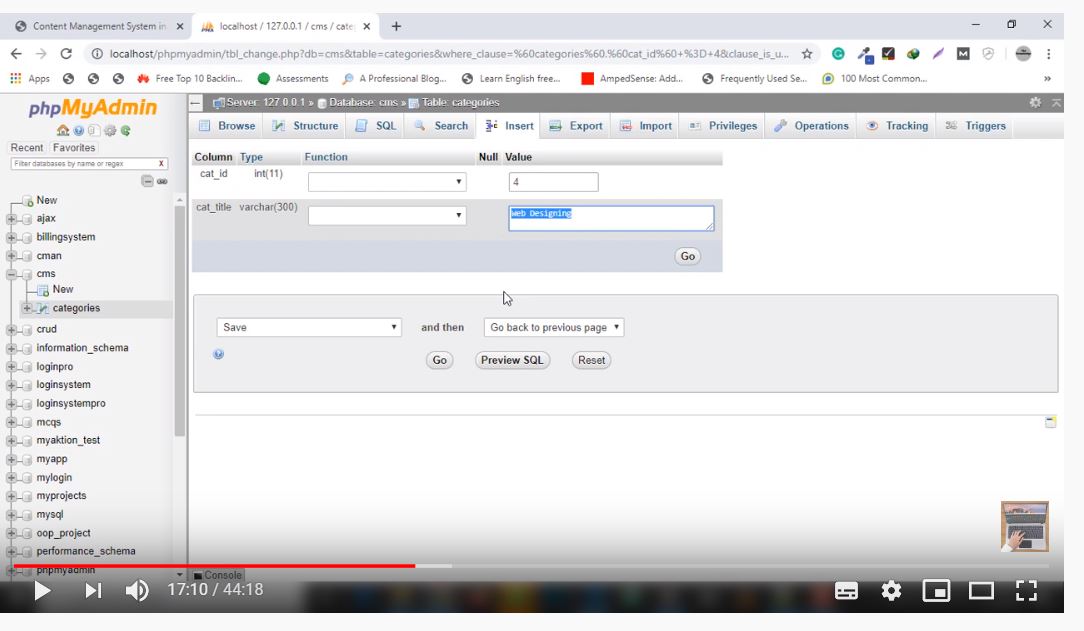 Content Management System in
localhost / 127.0.0.1 / cms / cate
localhost/phpmyadmin/tbl_change.php?db=cms&table=categories&where_clause=%60categories%60.%60cat_id%60+%3D+4&clause_is_u...
Apps Free Top 10 Backlin... Assessments A Professional Blog... Learn English free... AmpedSense: Add... Frequently Used Se... 100 Most Common... »
phpMyAdmin
Server: 127.0.0.1 » Database: cms » Table: categories
Browse Structure SQL Search Insert Export Import Privileges Operations Tracking Triggers
Recent Favorites
Filter databases by name or regex X
New
ajax
billingsystem
cman
cms
New
categories
crud
information_schema
loginpro
loginsystem
loginsystempro
mcqs
myaktion_test
myapp
mylogin
myprojects
mysql
oop_project
performance_schema
phpmyadmin
Column Type Function Null Value
cat_id int(11) 4
cat_title varchar(300) Web Designing
Go
Save and then Go back to previous page
Go Preview SQL Reset
Console
17:10 / 44:18